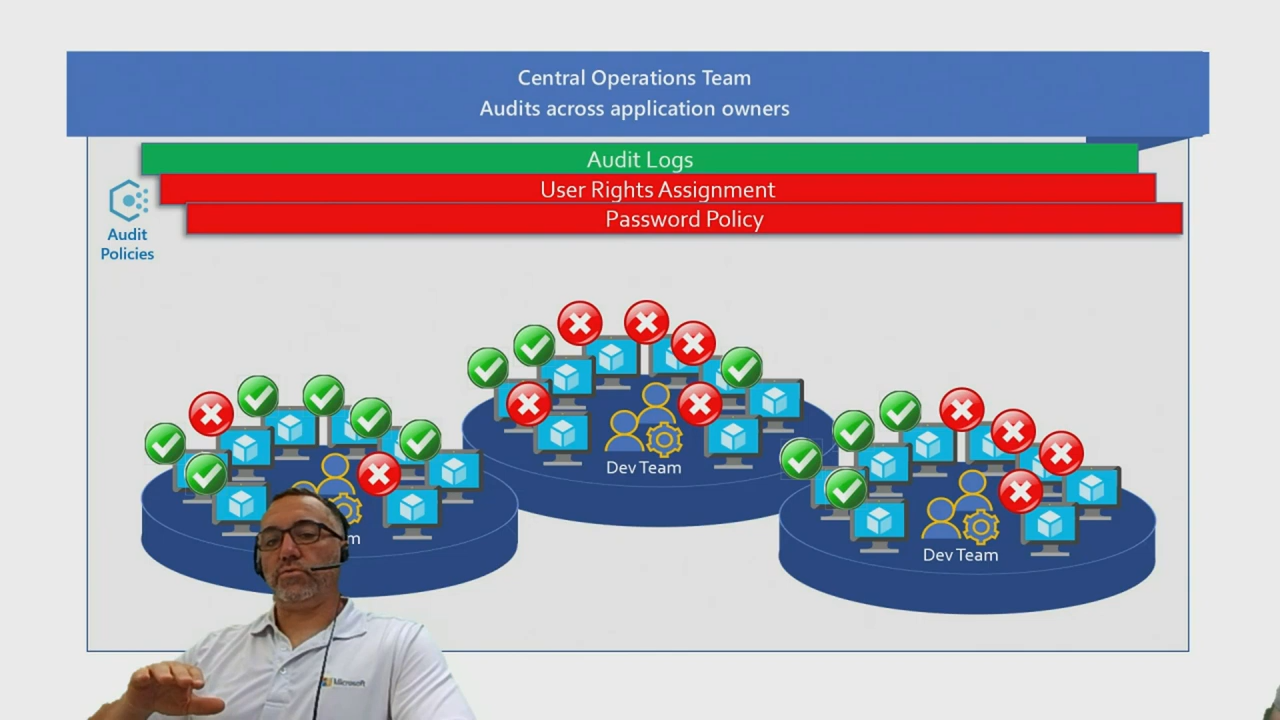 Central Operations Team
Audits across application owners
Audit Logs
User Rights Assignment
Password Policy
Audit
Policies
Dev Team
Dev Team
m
Microsoft